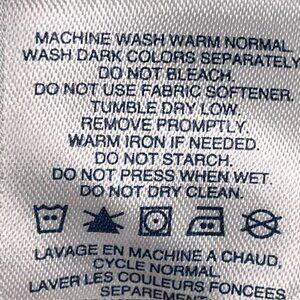 MACHINE WASH WARM NORMAL.
WASH DARK COLORS SEPARATELY
DO NOT BLEACH.
DO NOT USE FABRIC SOFTENER.
TUMBLE DRY LOW.
REMOVE PROMPTLY.
WARM IRON IF NEEDED.
DO NOT STARCH.
DO NOT PRESS WHEN WET.
DO NOT DRY CLEAN.
LAVAGE EN MACHINE A CHAUD,
CYCLE NORMAL.
LAVER LES COULEURS FONCÉES
SEPAREMENT